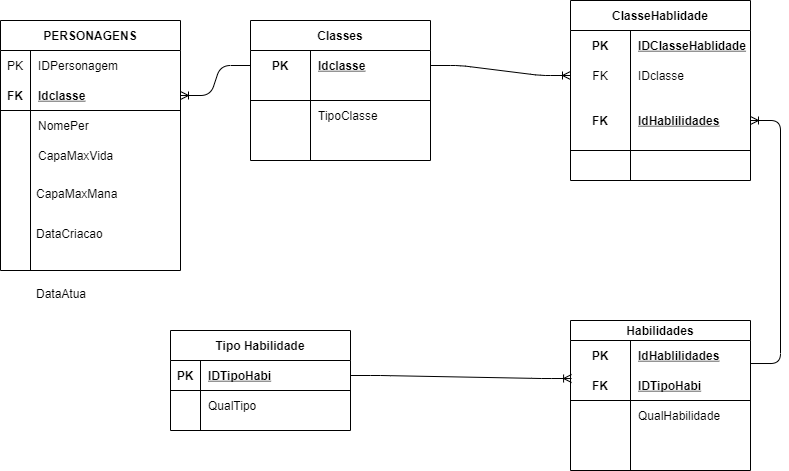 PERSONAGENS
PK IDPersonagem
FK Idclasse
NomePer
CapaMaxVida
CapaMaxMana
DataCriacao
DataAtua
Classes
PK Idclasse
TipoClasse
ClasseHablidade
PK IDClasseHablidade
FK IDclasse
FK IdHablilidades
Tipo Habilidade
PK IDTipoHabi
QualTipo
Habilidades
PK IdHablilidades
FK IDTipoHabi
QualHabilidade